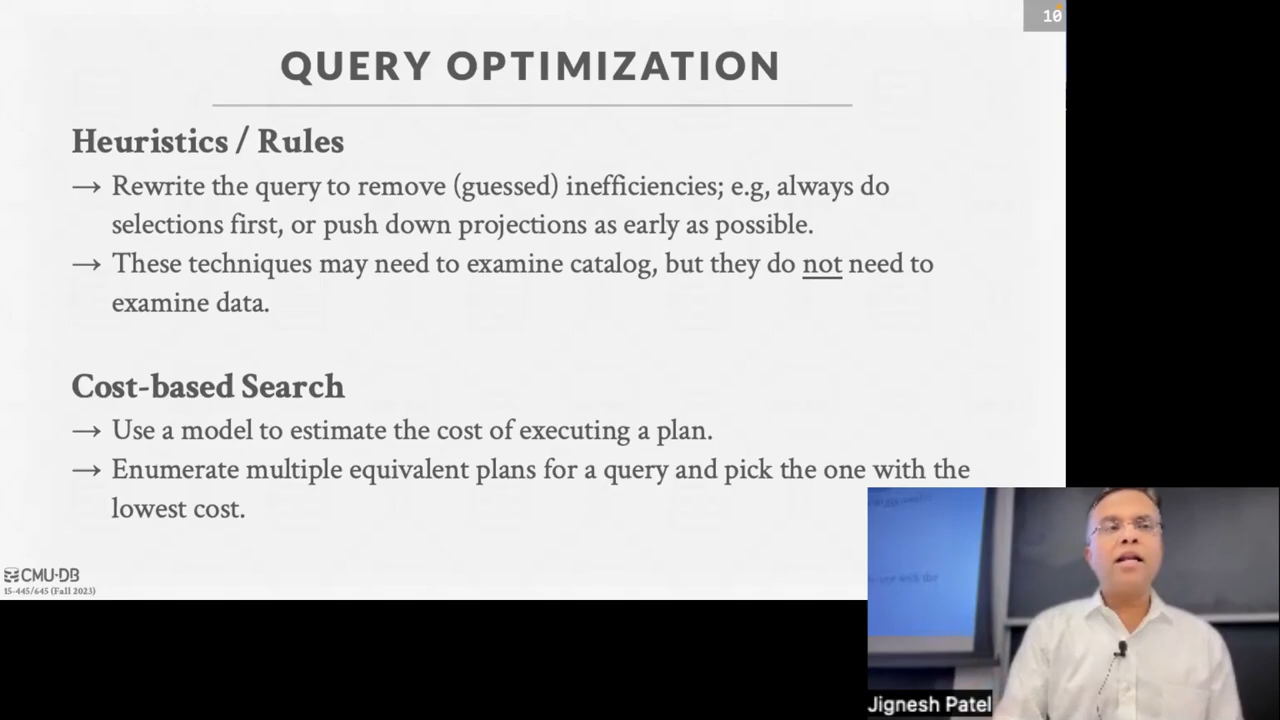 10
QUERY OPTIMIZATION
Heuristics / Rules
→ Rewrite the query to remove (guessed) inefficiencies; e.g, always do
selections first, or push down projections as early as possible.
→ These techniques may need to examine catalog, but they do not need to
examine data.
Cost-based Search
→ Use a model to estimate the cost of executing a plan.
→ Enumerate multiple equivalent plans for a query and pick the one with the
lowest cost.
CMU·DB
15-445/645 (Fall 2023)
Jignesh Patel